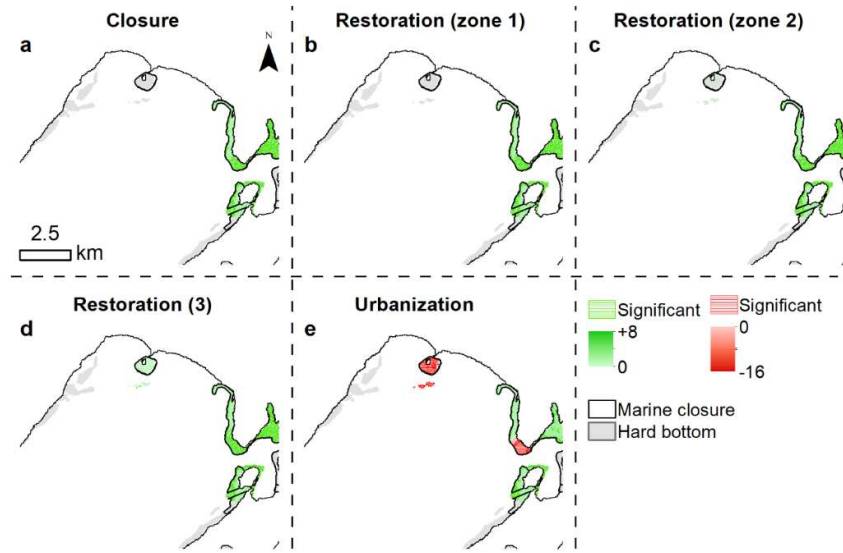 Closure
a
N
2.5
km
Restoration (zone 1)
b
Restoration (zone 2)
c
Restoration (3)
d
Urbanization
e
Significant
+8
0
Significant
0
-16
Marine closure
Hard bottom